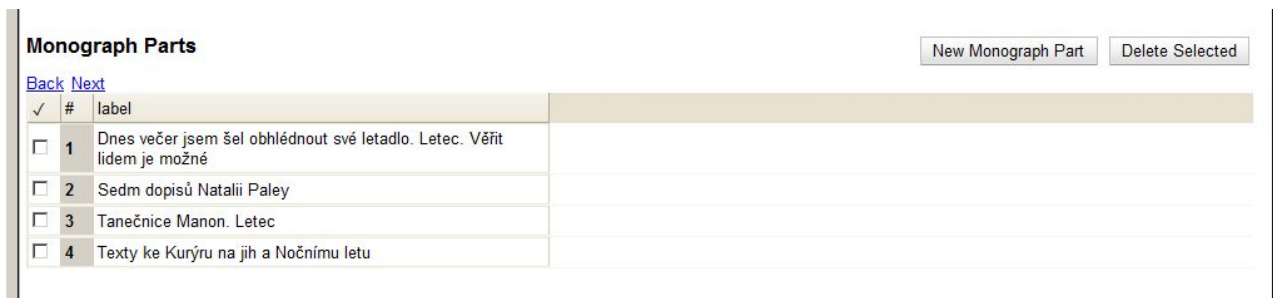 Monograph Parts
New Monograph Part Delete Selected
Back Next
✓ # label
1 Dnes večer jsem šel obhlédnout své letadlo. Letec. Věřit
lidem je možné
2 Sedm dopisů Natalii Paley
3 Tanečnice Manon. Letec
4 Texty ke Kurýru na jih a Nočnímu letu